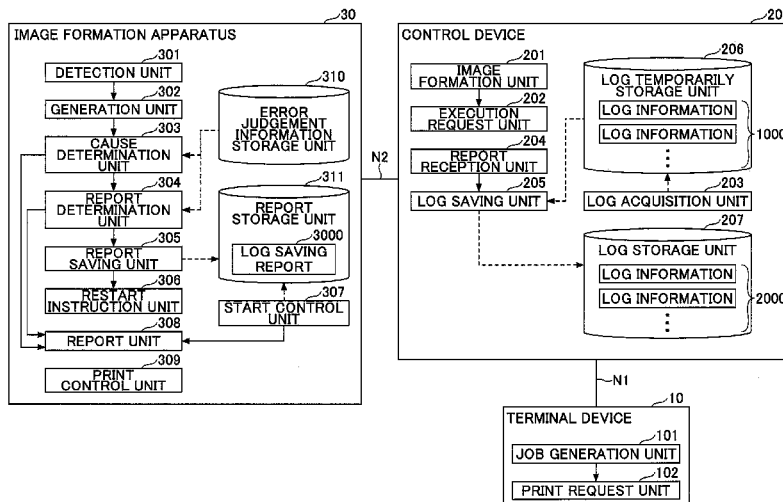 30
IMAGE FORMATION APPARATUS
301
DETECTION UNIT
302
GENERATION UNIT
303
CAUSE
DETERMINATION
UNIT
304
REPORT
DETERMINATION
UNIT
305
REPORT
SAVING UNIT
306
RESTART
INSTRUCTION UNIT
308
REPORT UNIT
309
PRINT
CONTROL UNIT
310
ERROR
JUDGEMENT
INFORMATION
STORAGE UNIT
311
REPORT
STORAGE UNIT
3000
LOG SAVING
REPORT
307
START CONTROL
UNIT
N2
20
CONTROL DEVICE
201
IMAGE
FORMATION UNIT
202
EXECUTION
REQUEST UNIT
204
REPORT
RECEPTION UNIT
205
LOG SAVING UNIT
206
LOG TEMPORARILY
STORAGE UNIT
LOG INFORMATION
LOG INFORMATION
1000
203
LOG ACQUISITION UNIT
207
LOG STORAGE UNIT
LOG INFORMATION
LOG INFORMATION
2000
N1
10
TERMINAL DEVICE
101
JOB GENERATION UNIT
102
PRINT REQUEST UNIT